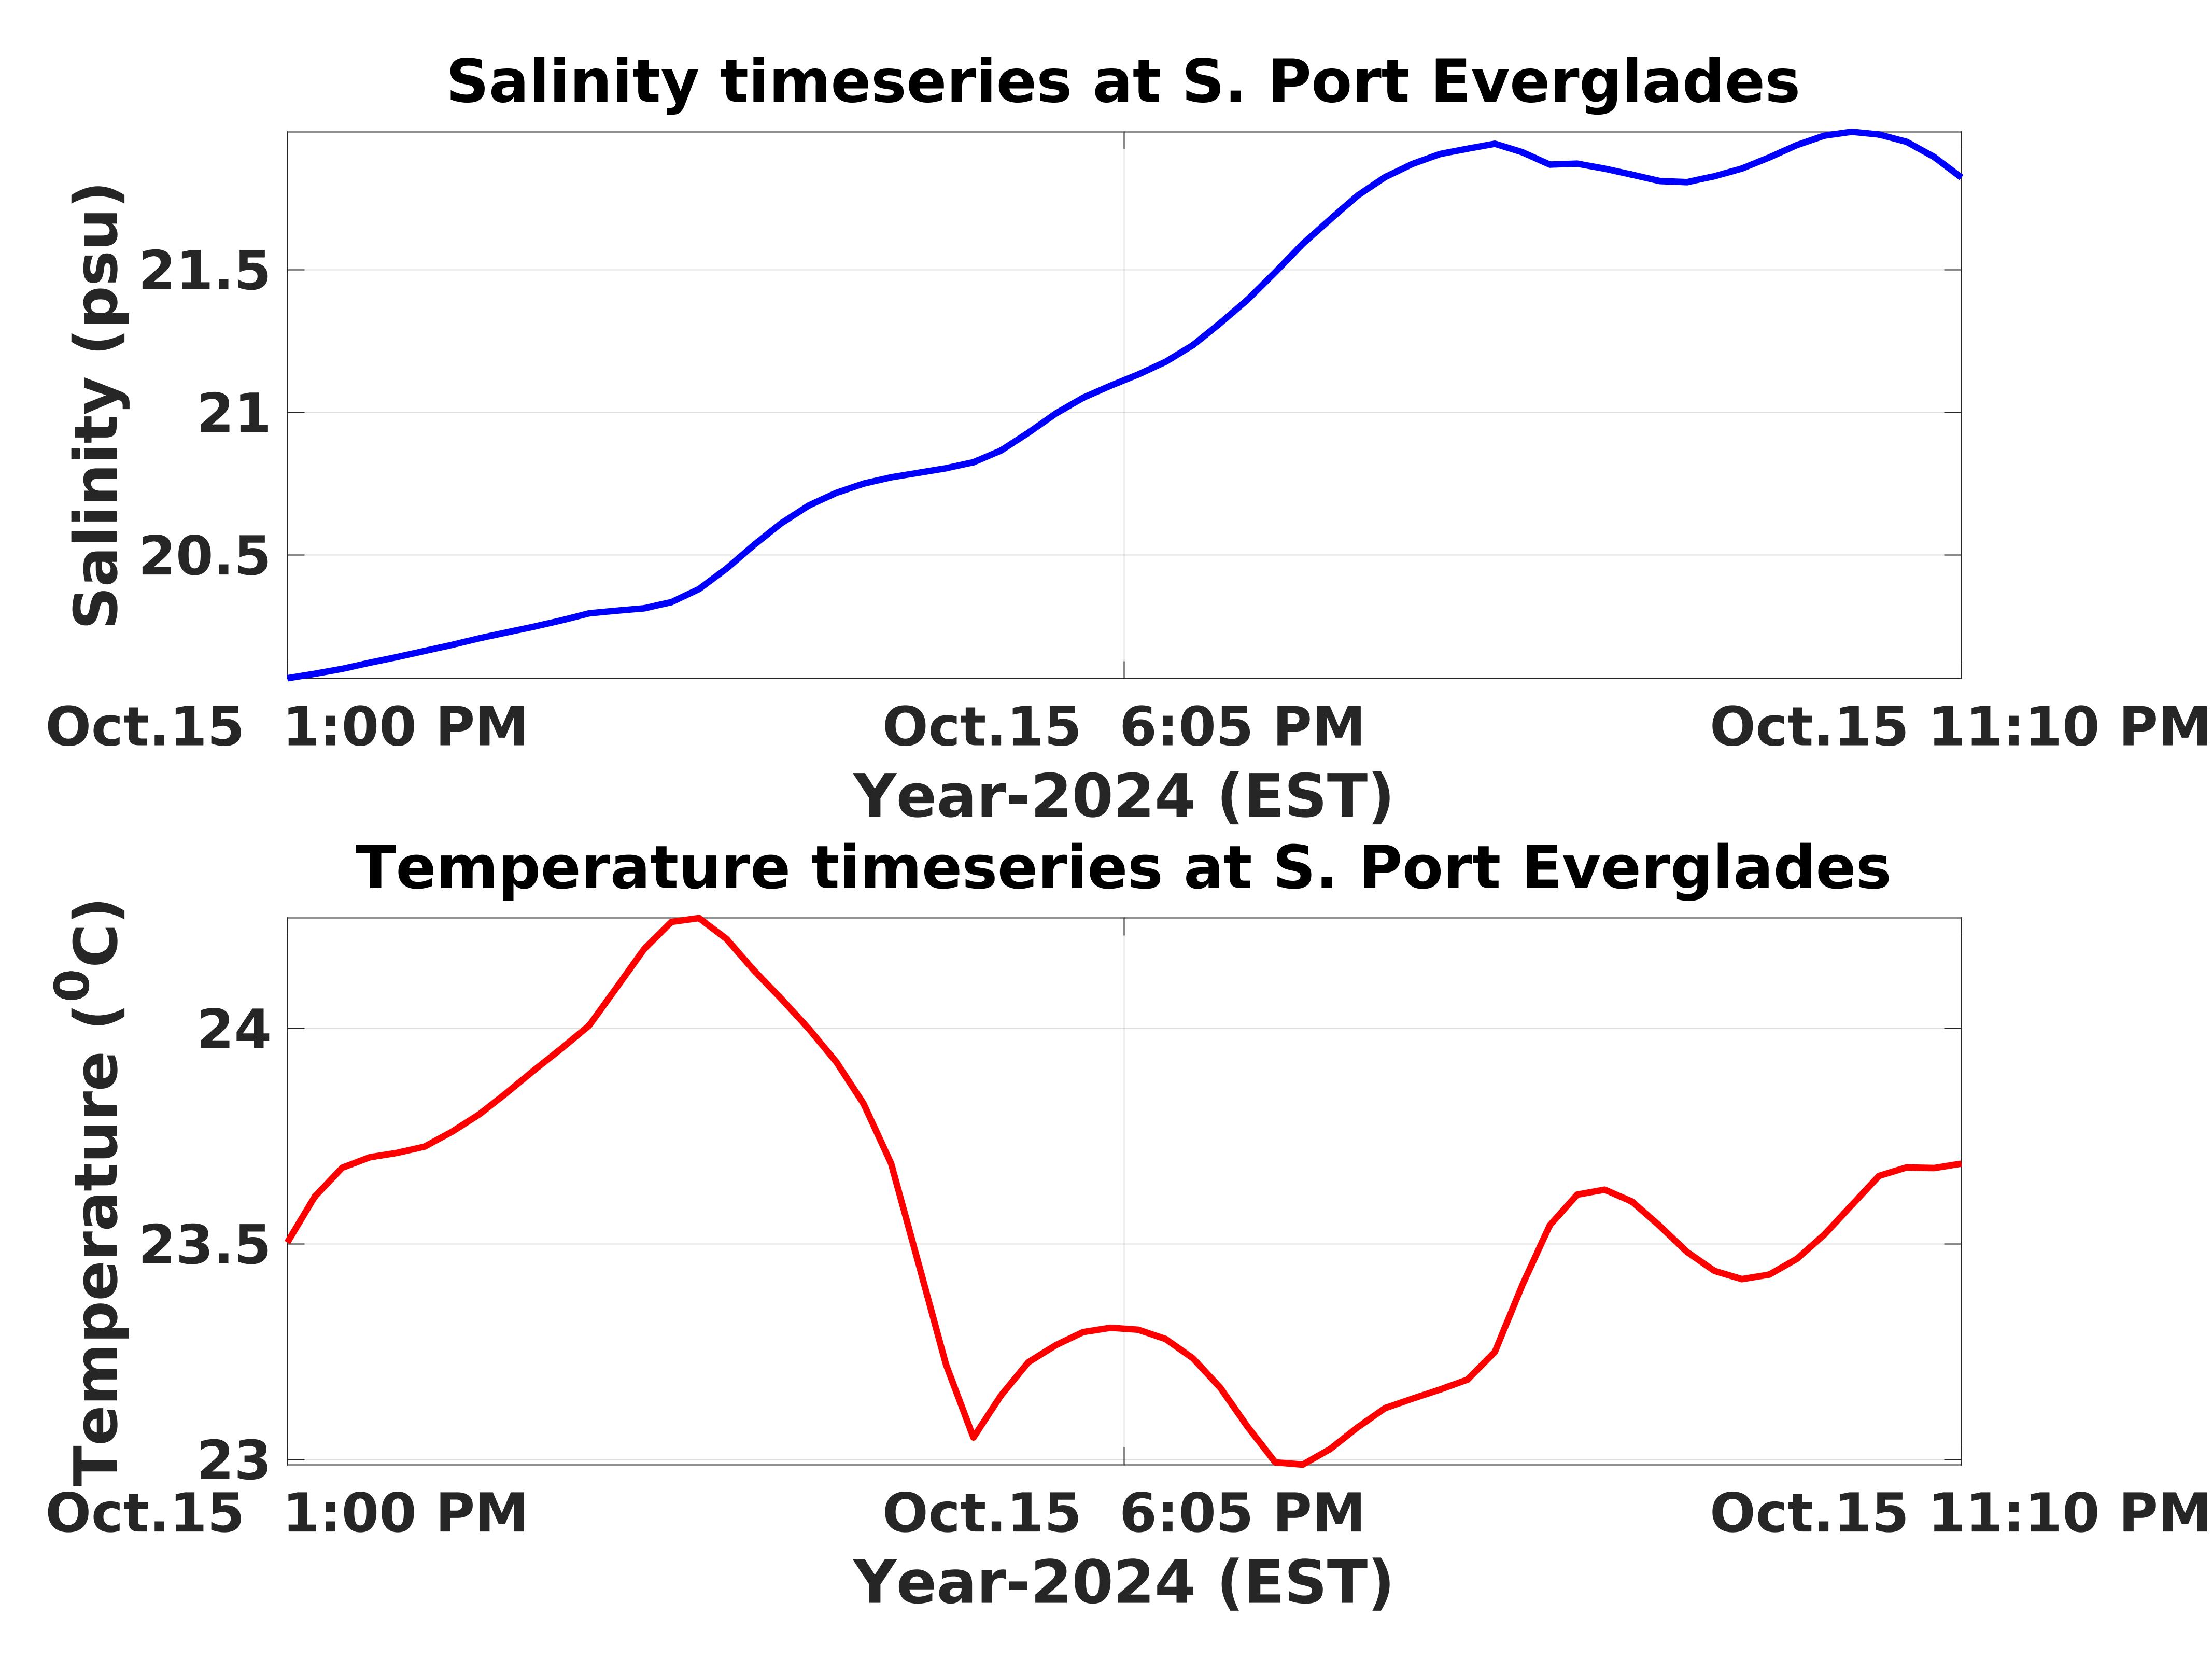 Salinity timeseries at S. Port Everglades
Salinity (psu)
21.5
21
20.5
Oct.15  1:00 PM Oct.15  6:05 PM Oct.15 11:10 PM
Year-2024 (EST)
Temperature timeseries at S. Port Everglades
Temperature (⁰C)
24
23.5
23
Oct.15  1:00 PM Oct.15  6:05 PM Oct.15 11:10 PM
Year-2024 (EST)